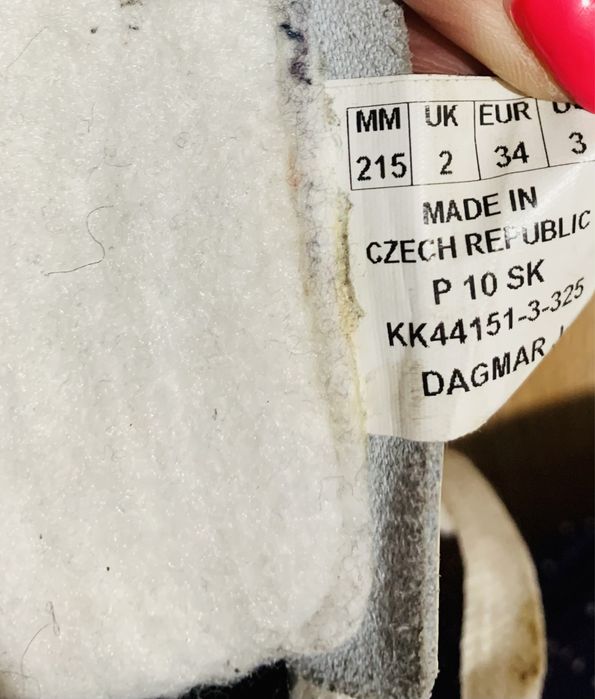 MM UK EUR
215 2 34 3
MADE IN
CZECH REPUBLIC
P 10 SK
KK44151-3-325
DAGMAR